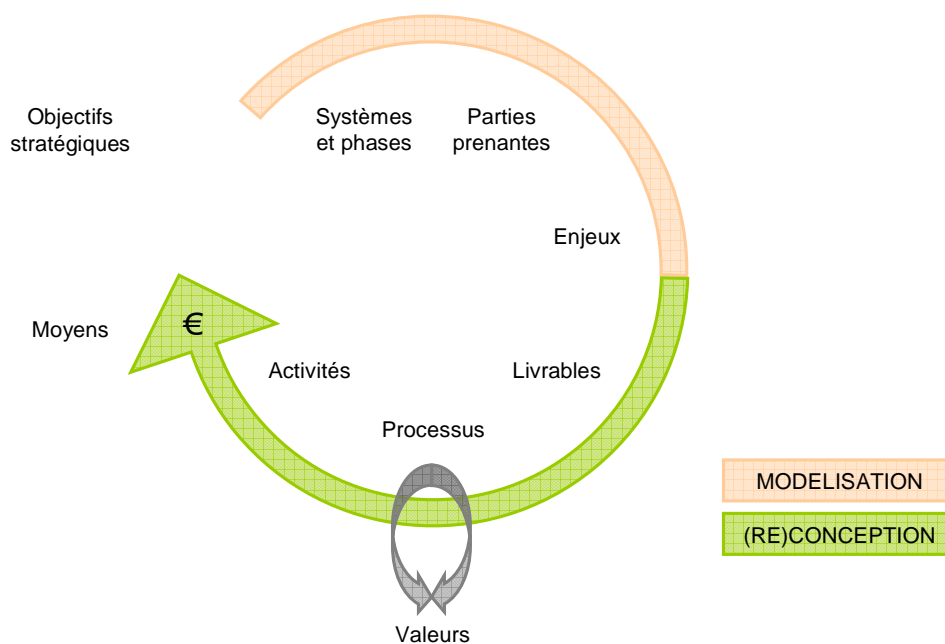 Objectifs
stratégiques
Systèmes
et phases
Parties
prenantes
Enjeux
Moyens
€
Activités
Livrables
Processus
MODELISATION
(RE)CONCEPTION
Valeurs